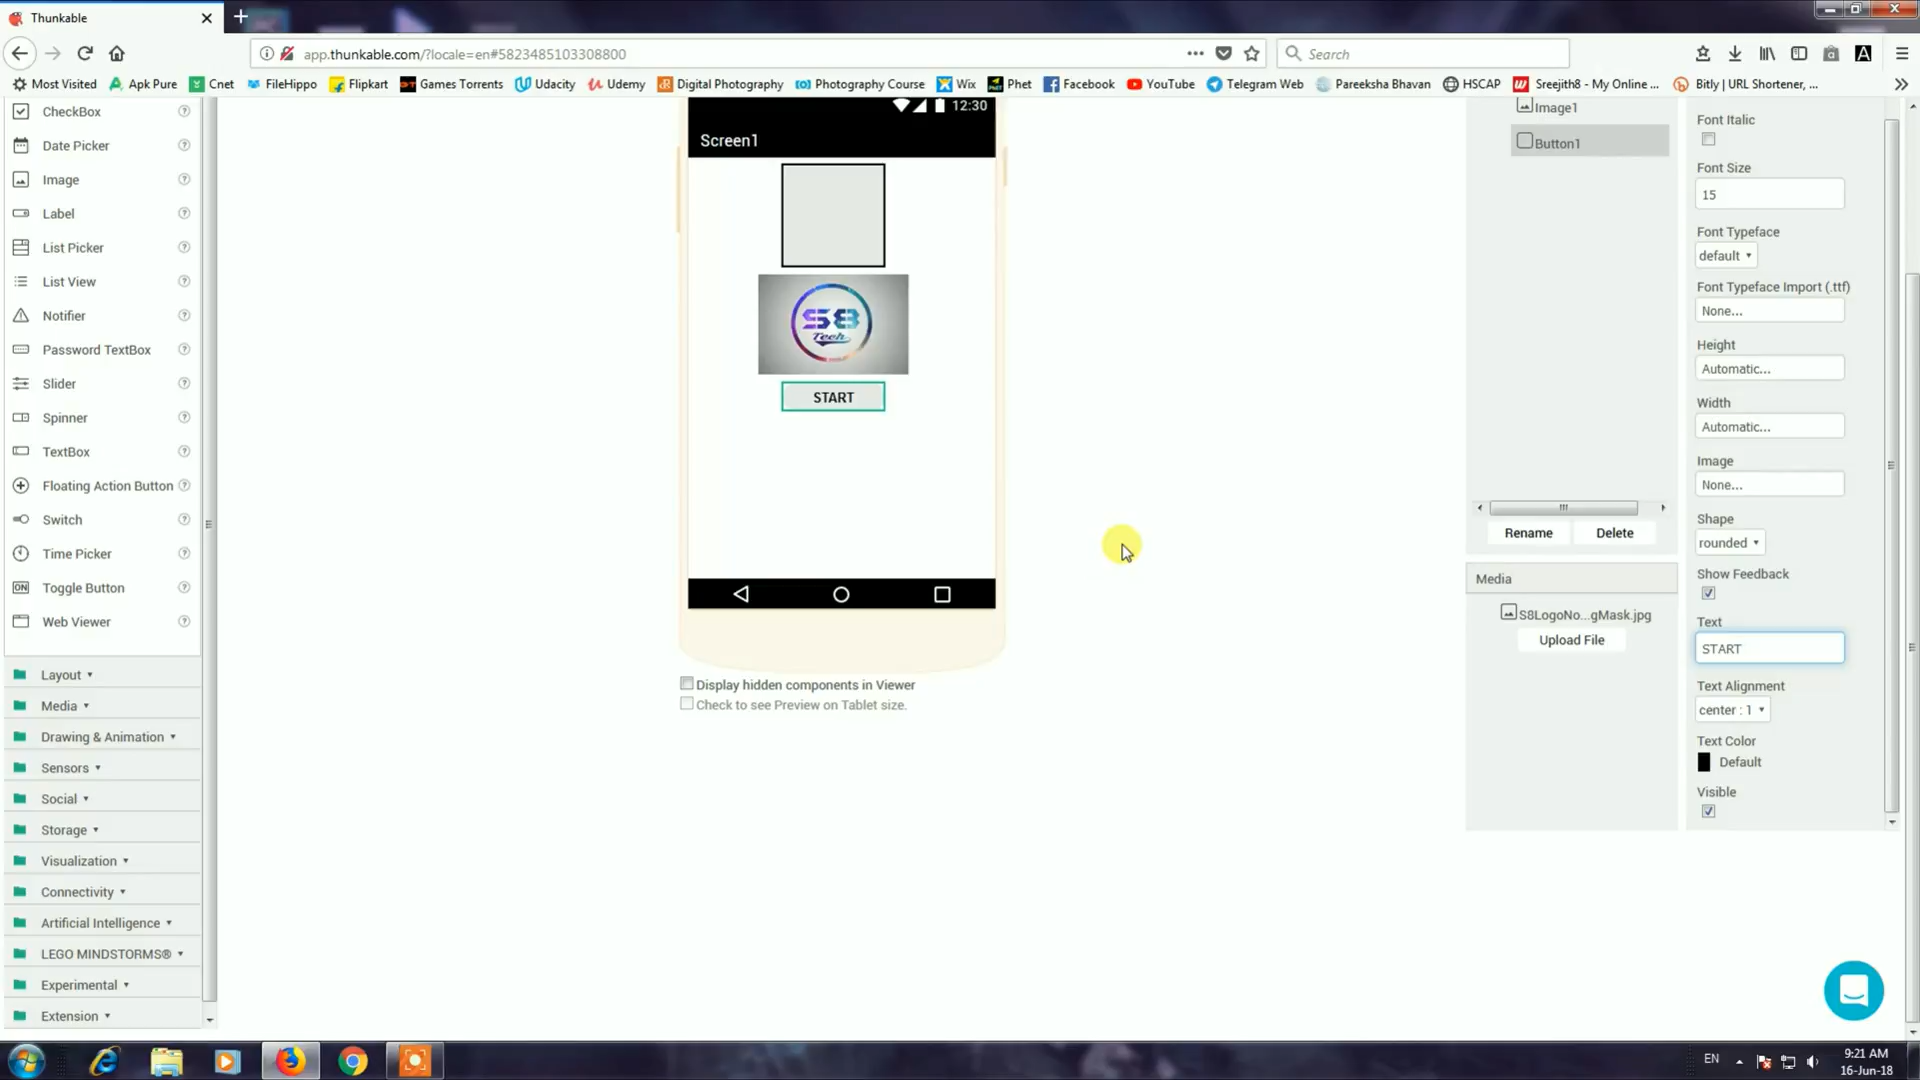 Thunkable
app.thunkable.com/?locale=en#5823485103308800
Search
Most Visited
Apk Pure
Cnet
FileHippo
Flipkart
Games Torrents
Udacity
Udemy
Digital Photography
Photography Course
Wix
Phet
Facebook
YouTube
Telegram Web
Pareeksha Bhavan
HSCAP
Sreejith8 - My Online ...
Bitly | URL Shortener, ...
CheckBox
Date Picker
Image
Label
List Picker
List View
Notifier
Password TextBox
Slider
Spinner
TextBox
Floating Action Button
Switch
Time Picker
ON
Toggle Button
Web Viewer
Layout
Media
Drawing & Animation
Sensors
Social
Storage
Visualization
Connectivity
Artificial Intelligence
LEGO MINDSTORMS®
Experimental
Extension
12:30
Screen1
S8
Tech
START
Display hidden components in Viewer
Check to see Preview on Tablet size.
Image1
Button1
Rename
Delete
Media
S8LogoNo...gMask.jpg
Upload File
Font Italic
Font Size
15
Font Typeface
default
Font Typeface Import (.ttf)
None...
Height
Automatic...
Width
Automatic...
Image
None...
Shape
rounded
Show Feedback
Text
START
Text Alignment
center : 1
Text Color
Default
Visible
EN
9:21 AM
16-Jun-18